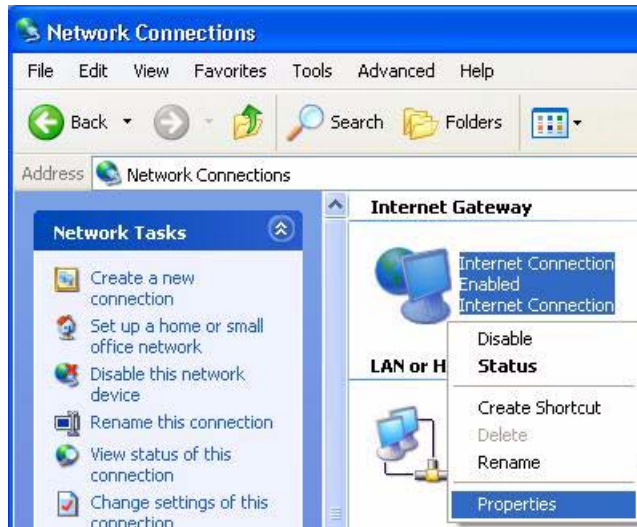 Network Connections
File Edit View Favorites Tools Advanced Help
Back Search Folders
Address Network Connections
Network Tasks
Create a new
connection
Set up a home or small
office network
Disable this network
device
Rename this connection
View status of this
connection
Change settings of this
connection
Internet Gateway
Internet Connection
Enabled
Internet Connection
LAN or H
Disable
Status
Create Shortcut
Delete
Rename
Properties